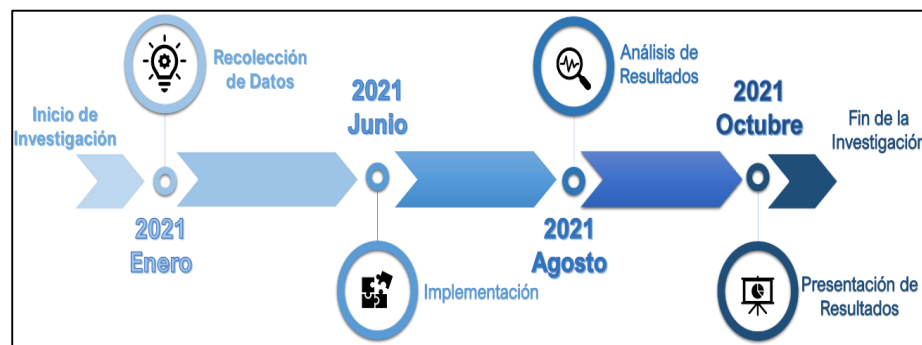 Inicio de
Investigación
2021
Enero
Recolección
de Datos
2021
Junio
Implementación
2021
Agosto
Análisis de
Resultados
2021
Octubre
Presentación de
Resultados
Fin de la
Investigación